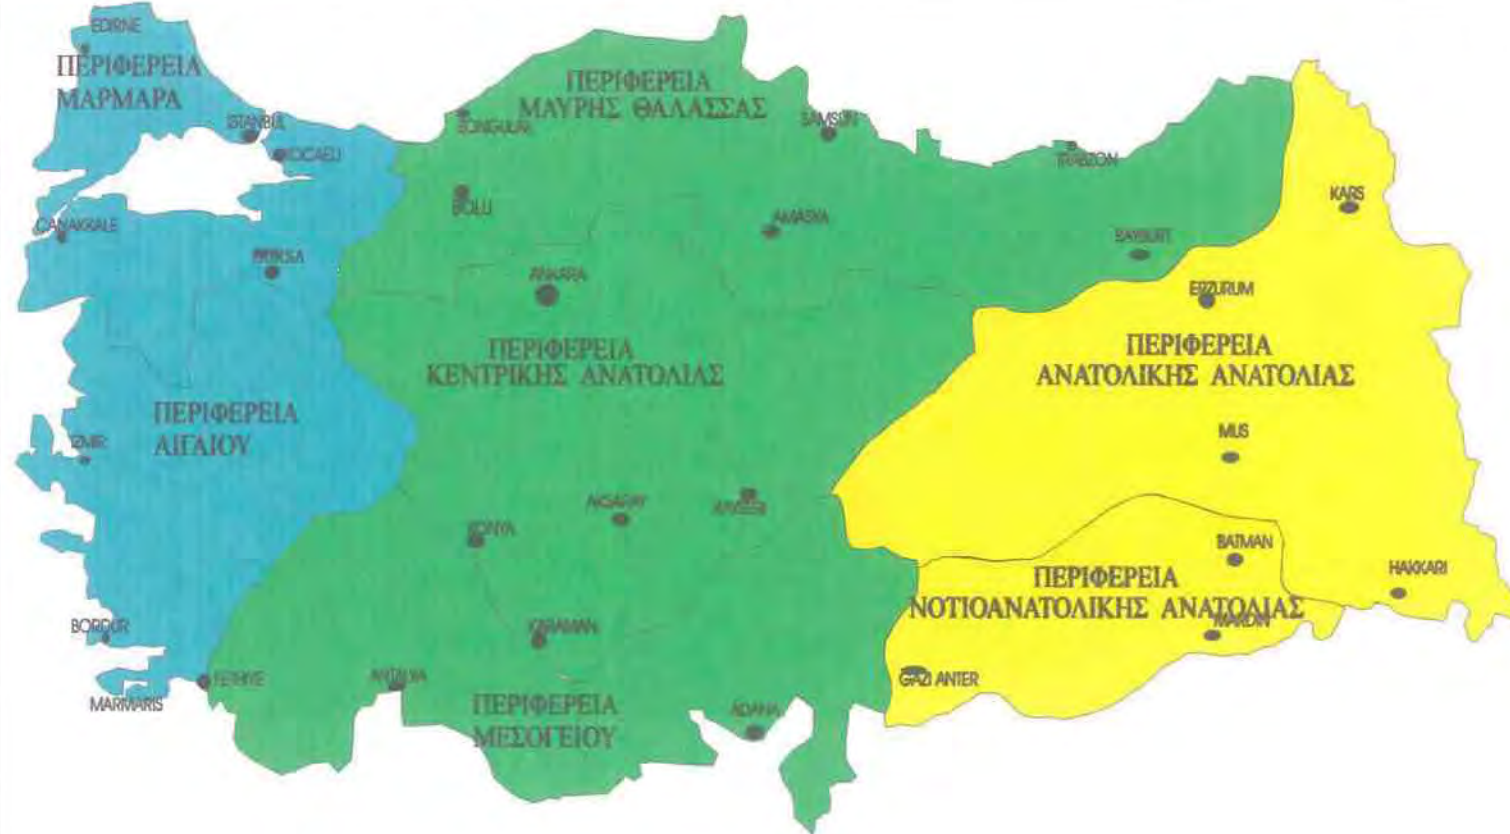 EDIRNE
ΠΕΡΙΦΕΡΕΙΑ
ΜΑΡΜΑΡΑ
ISTANBUL
KOCAELI
CANAKKALE
BURSA
ΠΕΡΙΦΕΡΕΙΑ
ΑΙΓΑΙΟΥ
IZMIR
BORDUR
MARMARIS
FETHIYE
ΠΕΡΙΦΕΡΕΙΑ
ΜΑΥΡΗΣ ΘΑΛΑΣΣΑΣ
SAMSUN
TRABZON
BOLU
AMASYA
BAYBURT
ANKARA
ΠΕΡΙΦΕΡΕΙΑ
ΚΕΝΤΡΙΚΗΣ ΑΝΑΤΟΛΙΑΣ
AKSARAY
KONYA
KARAMAN
ANTALYA
ΠΕΡΙΦΕΡΕΙΑ
ΜΕΣΟΓΕΙΟΥ
ADANA
KARS
ERZURUM
ΠΕΡΙΦΕΡΕΙΑ
ΑΝΑΤΟΛΙΚΗΣ ΑΝΑΤΟΛΙΑΣ
MUS
BATMAN
HAKKARI
ΠΕΡΙΦΕΡΕΙΑ
ΝΟΤΙΟΑΝΑΤΟΛΙΚΗΣ ΑΝΑΤΟΛΙΑΣ
MARDIN
GAZI ANTER